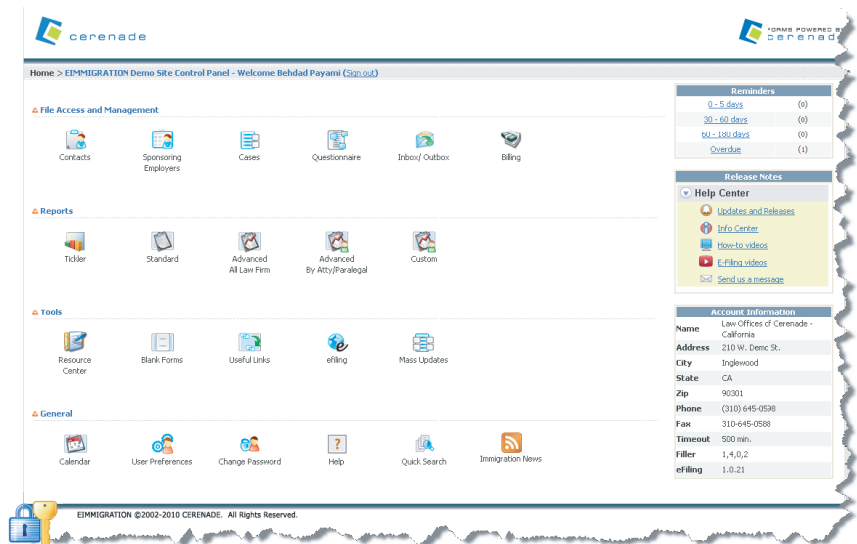 cerenade
FORMS POWERED B
cerenad
Home > EIMMIGRATION Demo Site Control Panel - Welcome Behdad Payami (Sign out)
File Access and Management
Contacts
Sponsoring
Employers
Cases
Questionnaire
Inbox/ Outbox
Billing
Reports
Tickler
Standard
Advanced
All Law Firm
Advanced
By Atty/Paralegal
Custom
Tools
Resource
Center
Blank Forms
Useful Links
efiling
Mass Updates
General
Calendar
User Preferences
Change Password
? Help
Quick Search
Immigration News
Reminders
0 - 5 days (0)
30 - 60 days (0)
60 - 180 days (0)
Overdue (1)
Release Notes
Help Center
Updates and Releases
Info Center
How-to videos
E-Filing videos
Send us a message
Account Information
Name Law Offices of Cerenade -
California
Address 210 W. Demo St.
City Inglewood
State CA
Zip 90301
Phone (310) 645-0598
Fax 310-645-0588
Timeout 500 min.
Filler 1,4,0,2
eFiling 1.0.21
EIMMIGRATION ©2002-2010 CERENADE. All Rights Reserved.